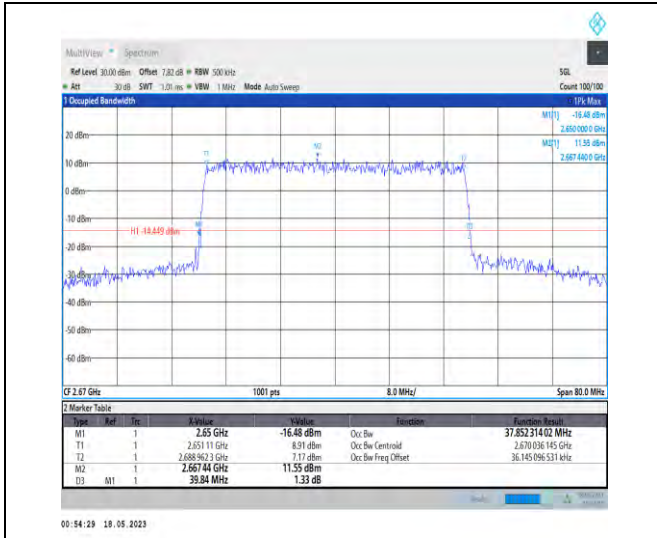 MultiView Spectrum
Ref Level 30.00 dBm Offset 7.82 dB RBW 500 kHz SGL
Att 30 dB SWT 1.01 ms VBW 1 MHz Mode Auto Sweep Count 100/100
1 Occupied Bandwidth 1Pk Max
M1[1] -16.48 dBm
2.650 000 0 GHz
M2[1] 11.55 dBm
2.667 440 0 GHz
20 dBm
M2
T1
10 dBm
0 dBm
-10 dBm
H1 -14.449 dBm
-30 dBm
-40 dBm
-50 dBm
-60 dBm
CF 2.67 GHz 1001 pts 8.0 MHz/ Span 80.0 MHz
2 Marker Table
Type Ref Trc X-Value Y-Value Function Function Result
M1 1 2.65 GHz -16.48 dBm Occ Bw 37.852 314 02 MHz
T1 1 2.651 11 GHz 8.91 dBm Occ Bw Centroid 2.670 036 145 GHz
T2 1 2.688 962 3 GHz 7.17 dBm Occ Bw Freq Offset 36.145 096 531 kHz
M2 1 2.667 44 GHz 11.55 dBm
D3 M1 1 39.84 MHz 1.33 dB
00:54:29 18.05.2023